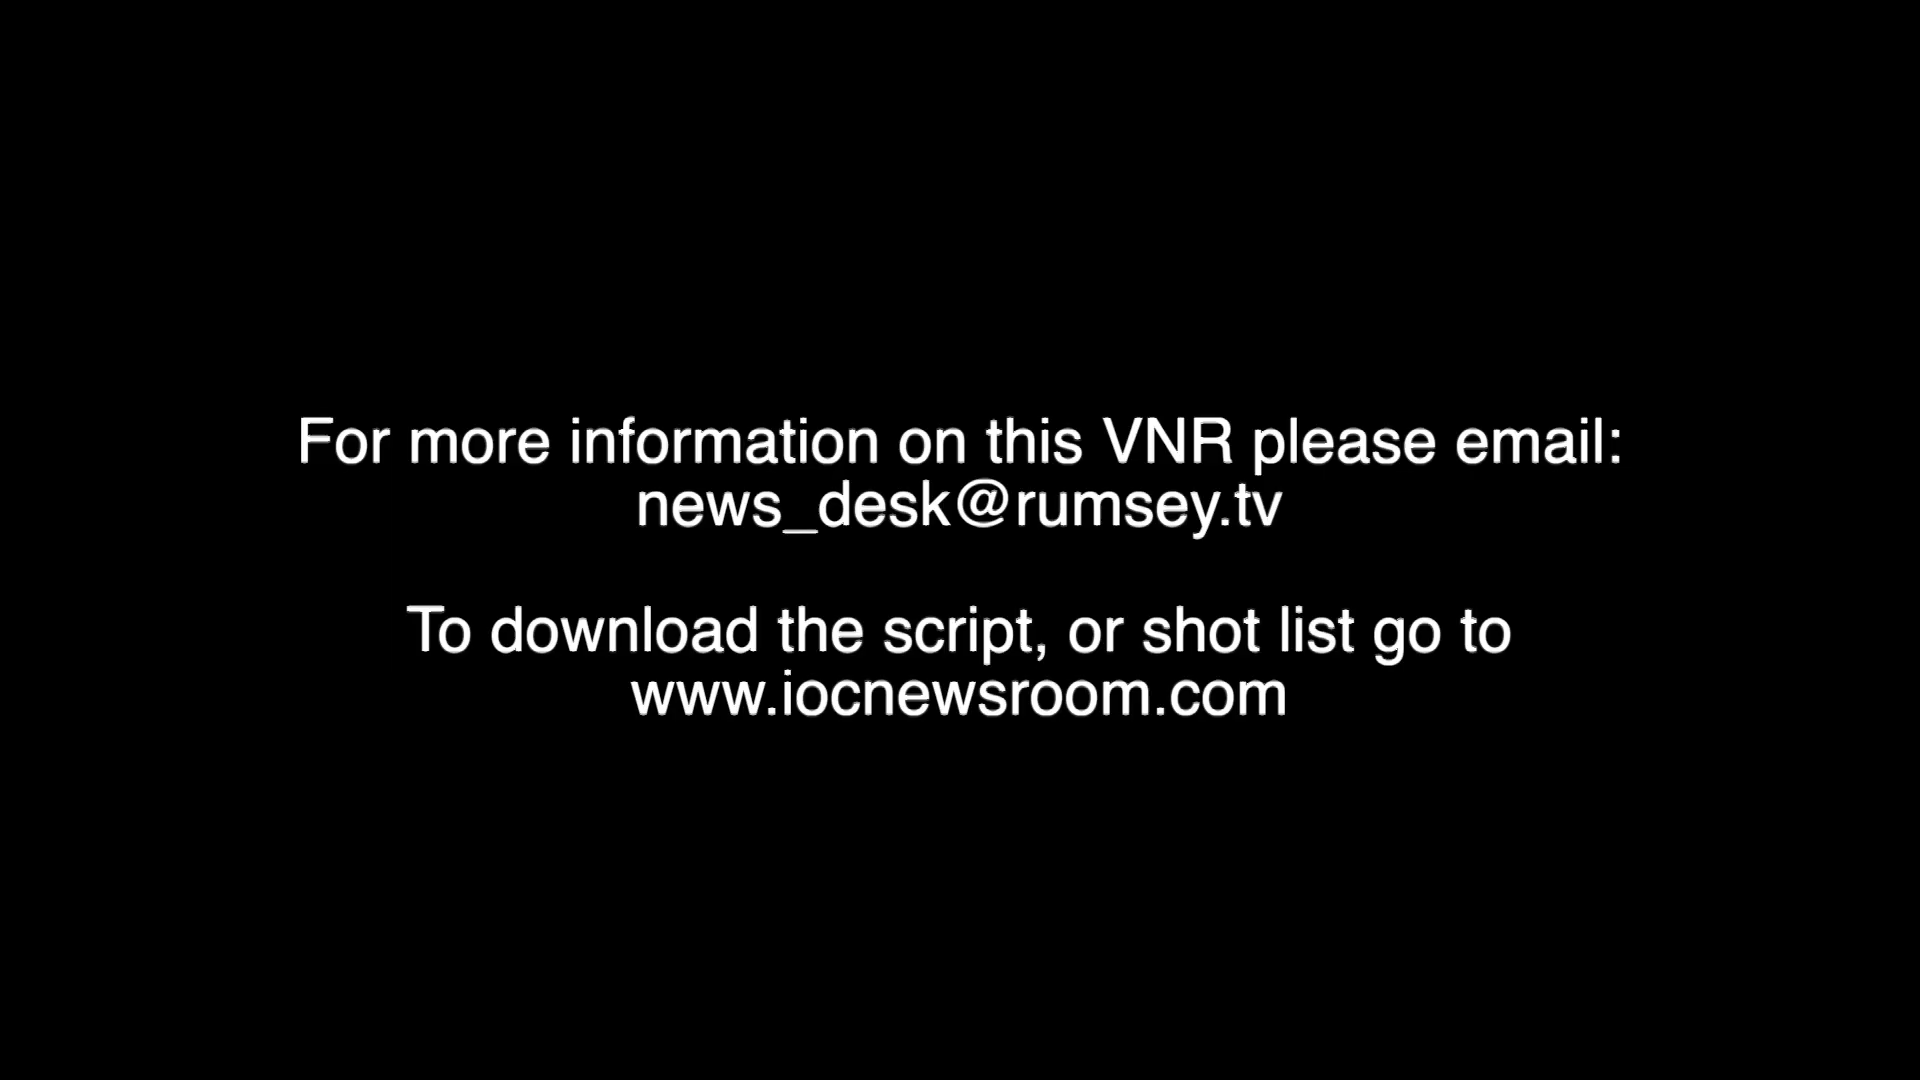 For more information on this VNR please email:
news_desk@rumsey.tv
To download the script, or shot list go to
www.iocnewsroom.com